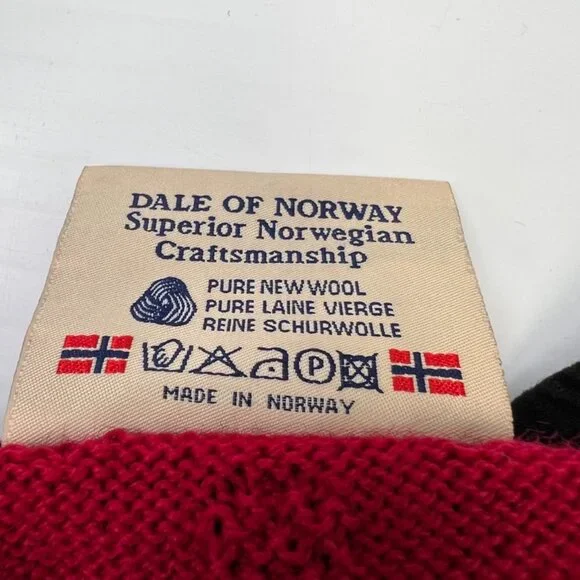 DALE OF NORWAY
Superior Norwegian
Craftsmanship
PURE NEW WOOL
PURE LAINE VIERGE
REINE SCHURWOLLE
P
MADE IN NORWAY